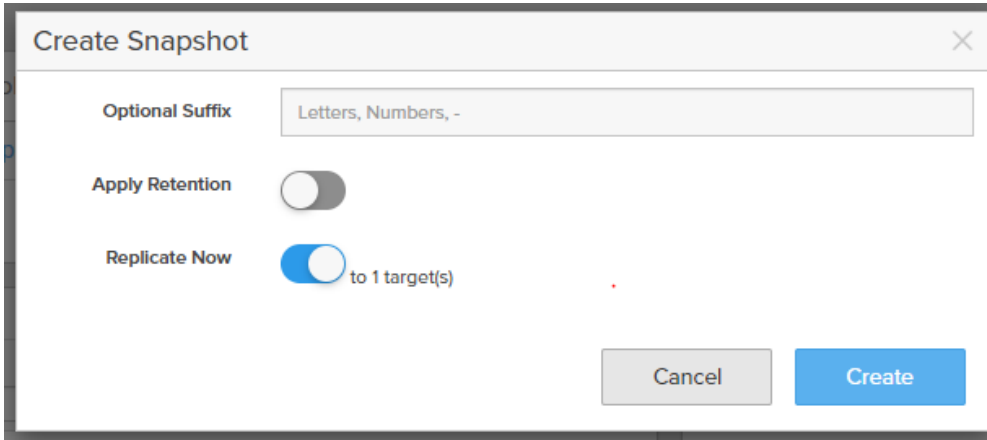 Create Snapshot
Optional Suffix
Letters, Numbers, -
Apply Retention
Replicate Now
to 1 target(s)
Cancel
Create